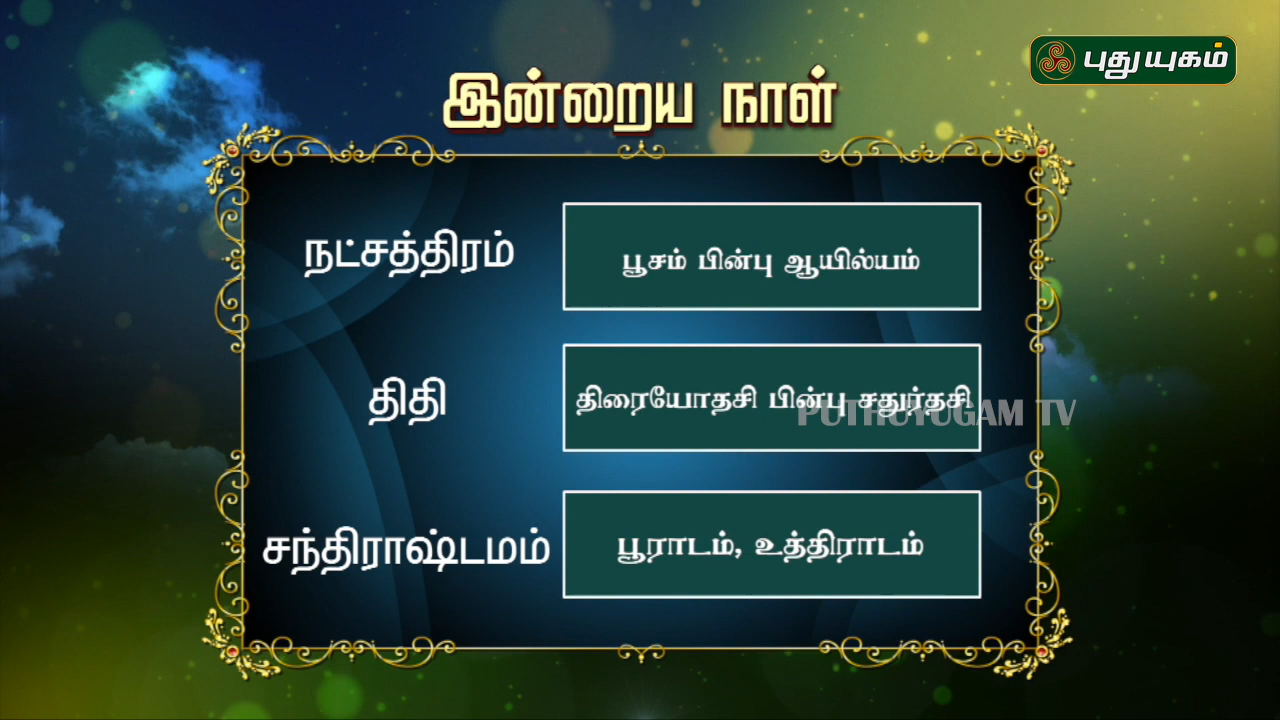 புதுயுகம்
இன்றைய நாள்
நட்சத்திரம் பூசம் பின்பு ஆயில்யம்
திதி திரையோதசி பின்பு சதுர்தசி
PUTHUYUGAM TV
சந்திராஷ்டமம் பூராடம், உத்திராடம்